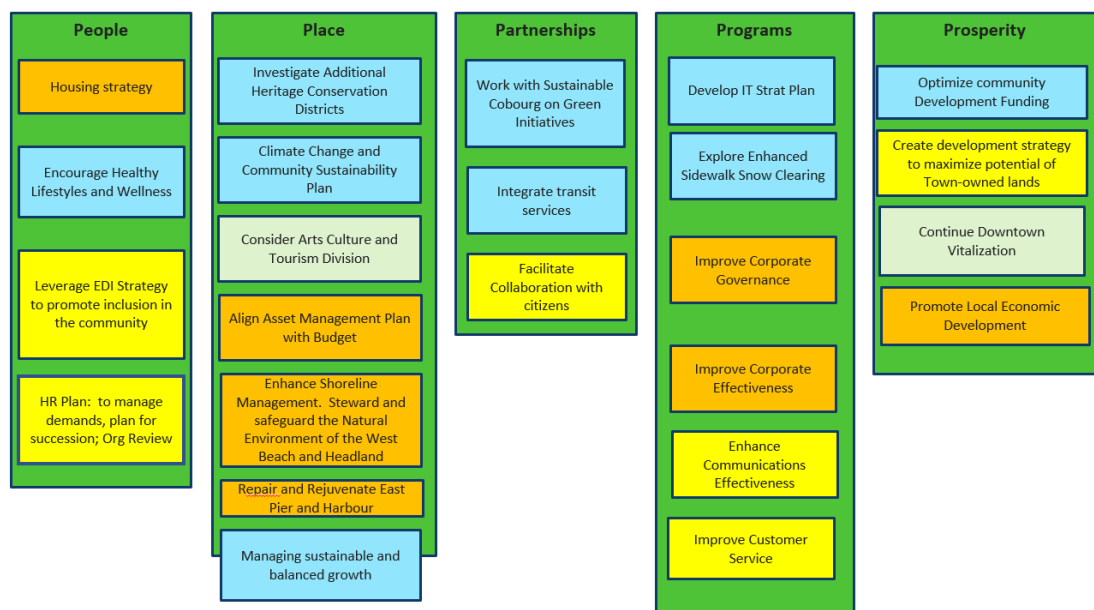 People
Housing strategy
Encourage Healthy
Lifestyles and Wellness
Leverage EDI Strategy
to promote inclusion in
the community
HR Plan:  to manage
demands, plan for
succession; Org Review
Place
Investigate Additional
Heritage Conservation
Districts
Climate Change and
Community Sustainability
Plan
Consider Arts Culture and
Tourism Division
Align Asset Management Plan
with Budget
Enhance Shoreline
Management.  Steward and
safeguard the Natural
Environment of the West
Beach and Headland
Repair and Rejuvenate East
Pier and Harbour
Managing sustainable and
balanced growth
Partnerships
Work with Sustainable
Cobourg on Green
Initiatives
Integrate transit
services
Facilitate
Collaboration with
citizens
Programs
Develop IT Strat Plan
Explore Enhanced
Sidewalk Snow Clearing
Improve Corporate
Governance
Improve Corporate
Effectiveness
Enhance
Communications
Effectiveness
Improve Customer
Service
Prosperity
Optimize community
Development Funding
Create development strategy
to maximize potential of
Town-owned lands
Continue Downtown
Vitalization
Promote Local Economic
Development